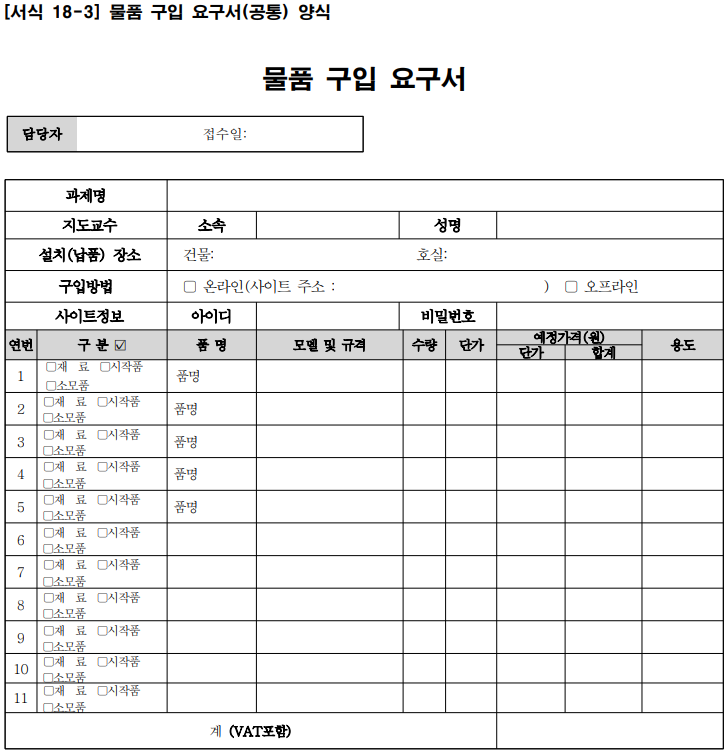 [서식 18-3] 물품 구입 요구서(공통) 양식
물품 구입 요구서
담당자 접수일:
과제명
지도교수 소속 성명
설치(납품) 장소 건물: 호실:
구입방법 □ 온라인(사이트 주소 : ) □ 오프라인
사이트정보 아이디 비밀번호
연번 구 분 ☑ 품 명 모델 및 규격 수량 단가 예정가격(원) 용도
단가 합계
1 □재 료 □시작품 품명
□소모품
2 □재 료 □시작품 품명
□소모품
3 □재 료 □시작품 품명
□소모품
4 □재 료 □시작품 품명
□소모품
5 □재 료 □시작품 품명
□소모품
6 □재 료 □시작품
□소모품
7 □재 료 □시작품
□소모품
8 □재 료 □시작품
□소모품
9 □재 료 □시작품
□소모품
10 □재 료 □시작품
□소모품
11 □재 료 □시작품
□소모품
계 (VAT포함)